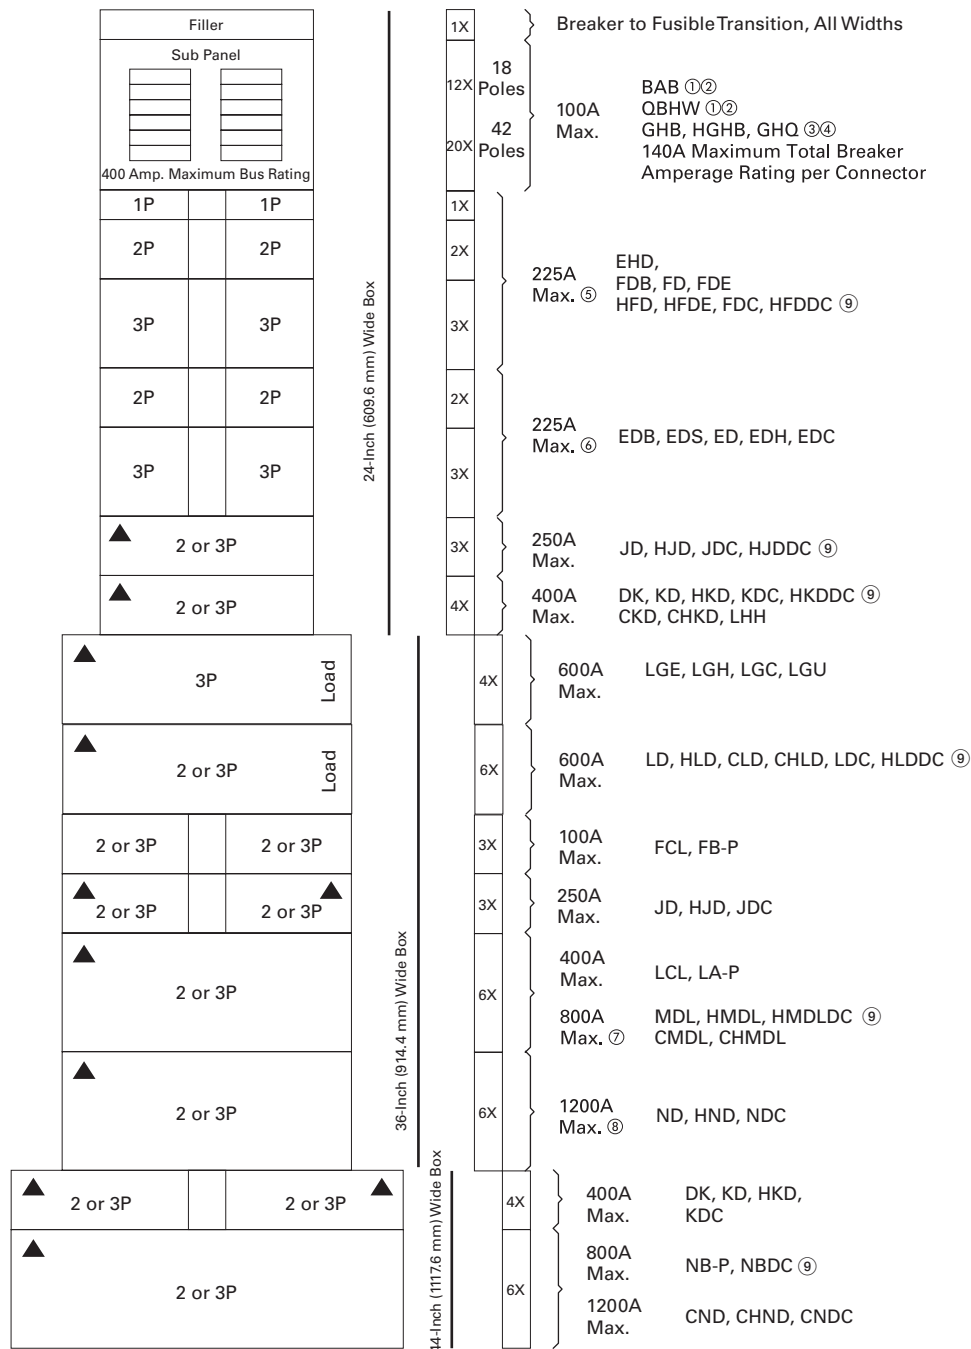 Filler
1X
Breaker to Fusible Transition, All Widths
Sub Panel
400 Amp. Maximum Bus Rating
12X
18
Poles
20X
42
Poles
100A
Max.
BAB ①②
QBHW ①②
GHB, HGHB, GHQ ③④
140A Maximum Total Breaker
Amperage Rating per Connector
1P
1P
1X
2P
2P
2X
3P
3P
3X
225A
Max. ⑤
EHD,
FDB, FD, FDE
HFD, HFDE, FDC, HFDDC ⑨
24-Inch (609.6 mm) Wide Box
2P
2P
2X
3P
3P
3X
225A
Max. ⑥
EDB, EDS, ED, EDH, EDC
2 or 3P
3X
250A
Max.
JD, HJD, JDC, HJDDC ⑨
2 or 3P
4X
400A
Max.
DK, KD, HKD, KDC, HKDDC ⑨
CKD, CHKD, LHH
3P
Load
4X
600A
Max.
LGE, LGH, LGC, LGU
2 or 3P
Load
6X
600A
Max.
LD, HLD, CLD, CHLD, LDC, HLDDC ⑨
2 or 3P
2 or 3P
3X
100A
Max.
FCL, FB-P
2 or 3P
2 or 3P
3X
250A
Max.
JD, HJD, JDC
36-Inch (914.4 mm) Wide Box
2 or 3P
6X
400A
Max.
LCL, LA-P
800A
Max. ⑦
MDL, HMDL, HMDLDC ⑨
CMDL, CHMDL
2 or 3P
6X
1200A
Max. ⑧
ND, HND, NDC
2 or 3P
2 or 3P
44-Inch (1117.6 mm) Wide Box
4X
400A
Max.
DK, KD, HKD,
KDC
2 or 3P
6X
800A
Max.
NB-P, NBDC ⑨
1200A
Max.
CND, CHND, CNDC